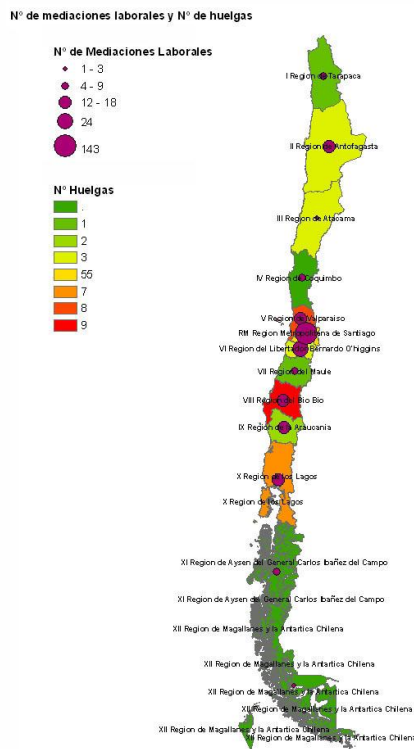 Nº de mediaciones laborales y Nº de huelgas
Nº de Mediaciones Laborales
1 - 3
4 - 9
12 - 18
24
143
Nº Huelgas
.
1
2
3
55
7
8
9
I Region de Tarapaca
II Region de Antofagasta
III Region de Atacama
IV Region de Coquimbo
V Region de Valparaiso
RM Region Metropolitana de Santiago
VI Region del Libertador Bernardo O'higgins
VII Region del Maule
VIII Region del Bio Bio
IX Region de la Araucania
X Region de los Lagos
X Region de los Lagos
XI Region de Aysen del General Carlos Ibañez del Campo
XI Region de Aysen del General Carlos Ibañez del Campo
XII Region de Magallanes y la Antartica Chilena
XII Region de Magallanes y la Antartica Chilena
XII Region de Magallanes y la Antartica Chilena
XII Region de Magallanes y la Antartica Chilena
XII Region de Magallanes y la Antartica Chilena
XII Region de Magallanes y la Antartica Chilena